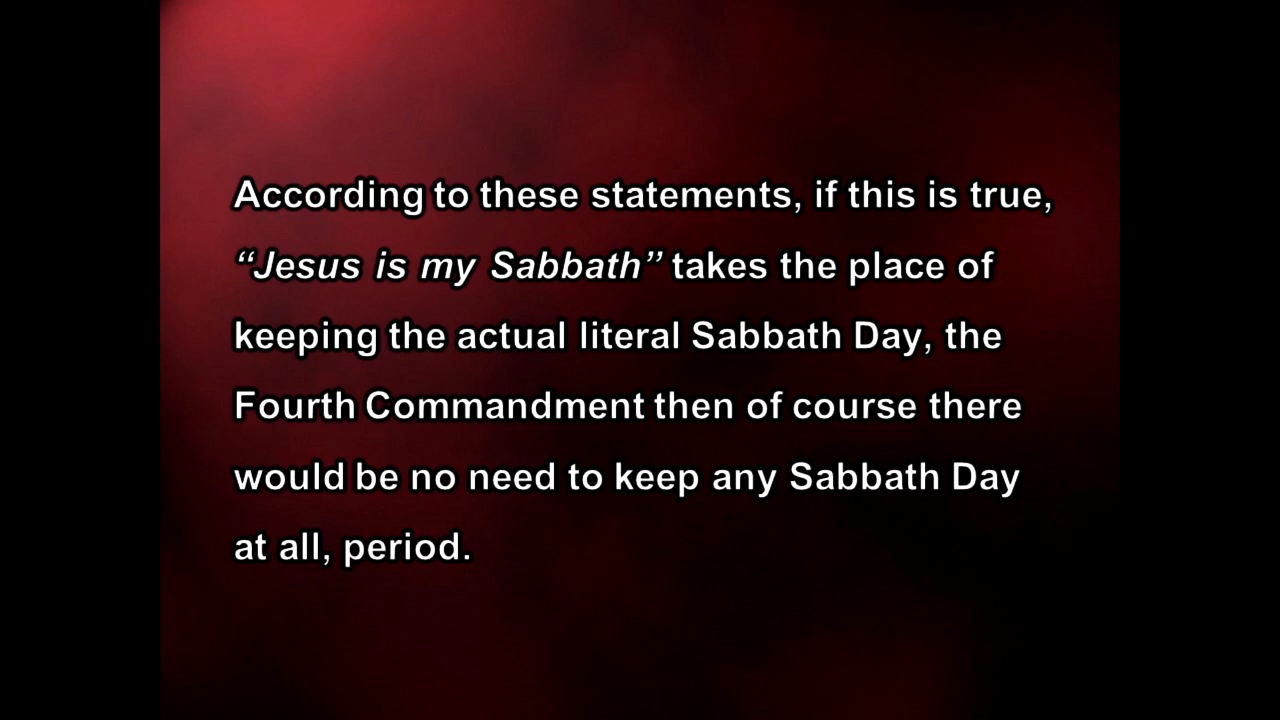 According to these statements, if this is true,
“Jesus is my Sabbath” takes the place of
keeping the actual literal Sabbath Day, the
Fourth Commandment then of course there
would be no need to keep any Sabbath Day
at all, period.